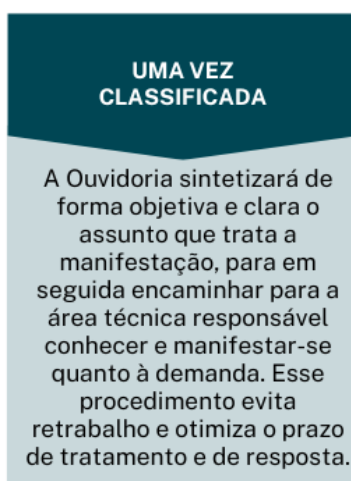 UMA VEZ
CLASSIFICADA
A Ouvidoria sintetizará de
forma objetiva e clara o
assunto que trata a
manifestação, para em
seguida encaminhar para a
área técnica responsável
conhecer e manifestar-se
quanto à demanda. Esse
procedimento evita
retrabalho e otimiza o prazo
de tratamento e de resposta.